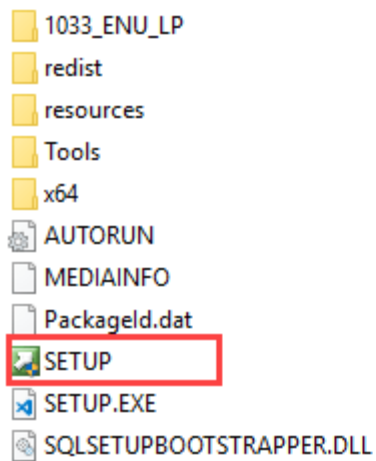 1033_ENU_LP
redist
resources
Tools
x64
AUTORUN
MEDIAINFO
PackageId.dat
SETUP
SETUP.EXE
SQLSETUPBOOTSTRAPPER.DLL